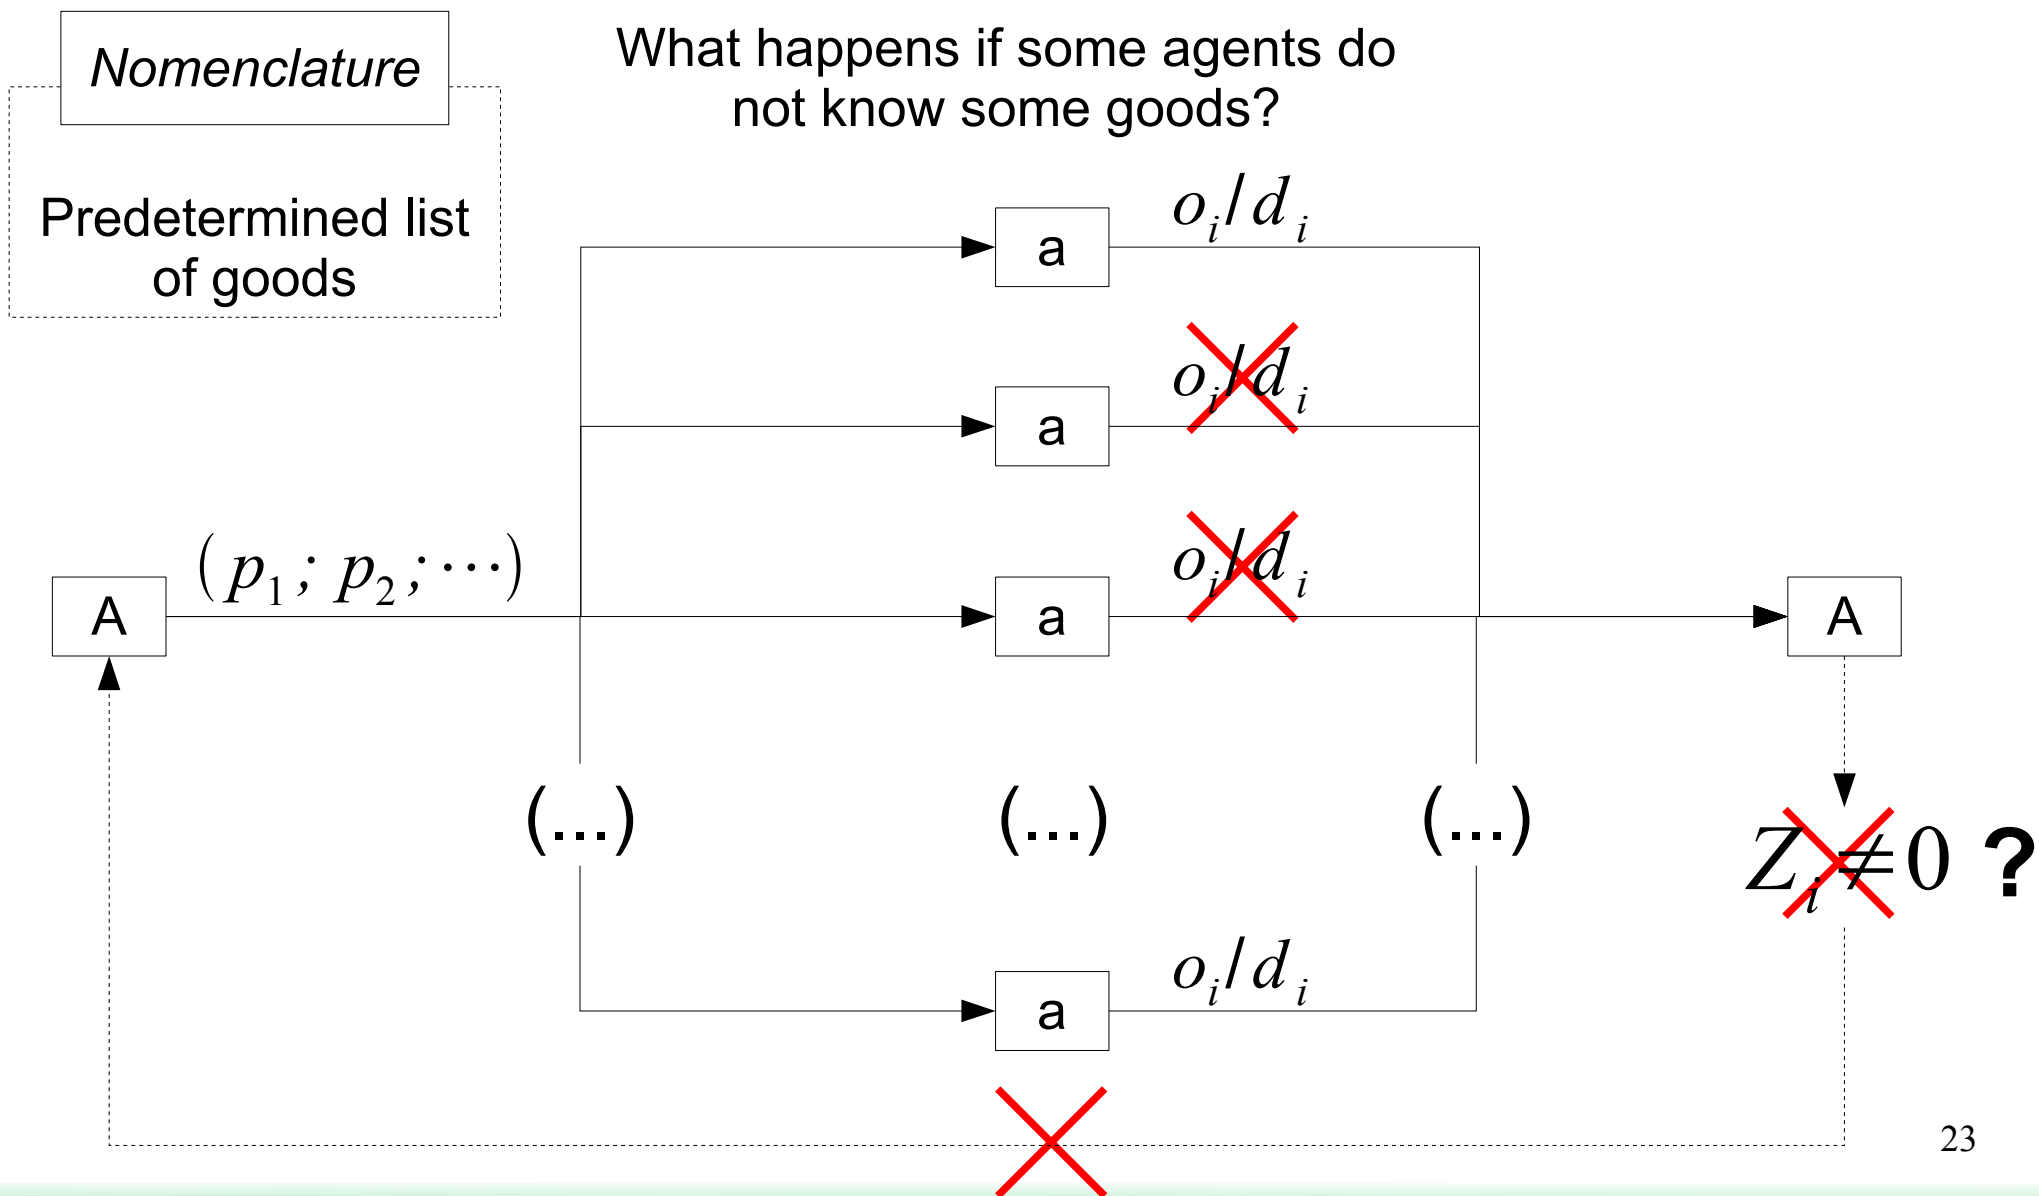 Nomenclature
Predetermined list
of goods
What happens if some agents do
not know some goods?
a
o_i/d_i
a
o_i/d_i
A
(p_1; p_2; ⋯)
a
o_i/d_i
A
(...)
(...)
(...)
Z_i≠0 ?
a
o_i/d_i
23